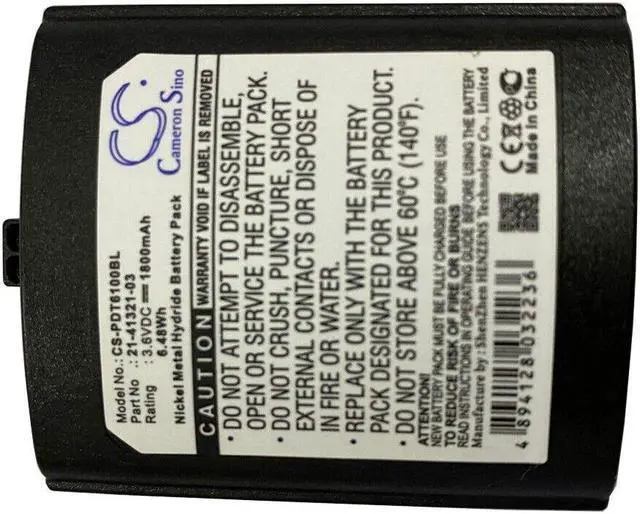 CS
Cameron Sino
Model No.: CS-PDT6100BL
Part No .: 21-41321-03
Rating : 3.6VDC 1800mAh
6.48Wh
Nickel Metal Hydride Battery Pack
CAUTION
WARRANTY VOID IF LABEL IS REMOVED
• DO NOT ATTEMPT TO DISASSEMBLE,
OPEN OR SERVICE THE BATTERY PACK.
• DO NOT CRUSH, PUNCTURE, SHORT
EXTERNAL CONTACTS OR DISPOSE OF
IN FIRE OR WATER.
• REPLACE ONLY WITH THE BATTERY
PACK DESIGNATED FOR THIS PRODUCT.
• DO NOT STORE ABOVE 60°C (140°F).
ATTENTION:
NEW BATTERY PACK MUST BE FULLY CHARGED BEFORE USE
TO REDUCE RISK OF FIRE OR BURNS
READ INSTRUCTIONS IN OPERATING GUIDE BEFORE USING THE BATTERY
Manufacturer by : ShenZhen HENZENS Technology Co., Limited
4 894128 032236
CE
Made In China